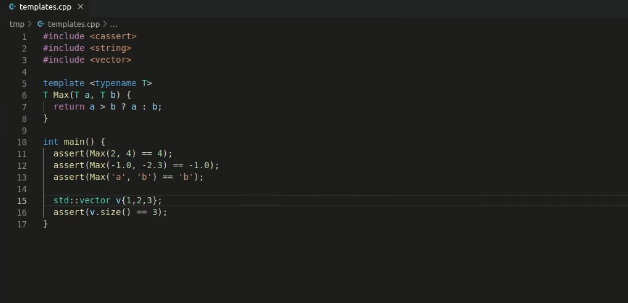 templates.cpp ×
tmp > templates.cpp > ...
1 #include <cassert>
2 #include <string>
3 #include <vector>
4
5 template <typename T>
6 T Max(T a, T b) {
7   return a > b ? a : b;
8 }
9
10 int main() {
11   assert(Max(2, 4) == 4);
12   assert(Max(-1.0, -2.3) == -1.0);
13   assert(Max('a', 'b') == 'b');
14
15   std::vector v{1,2,3};
16   assert(v.size() == 3);
17 }